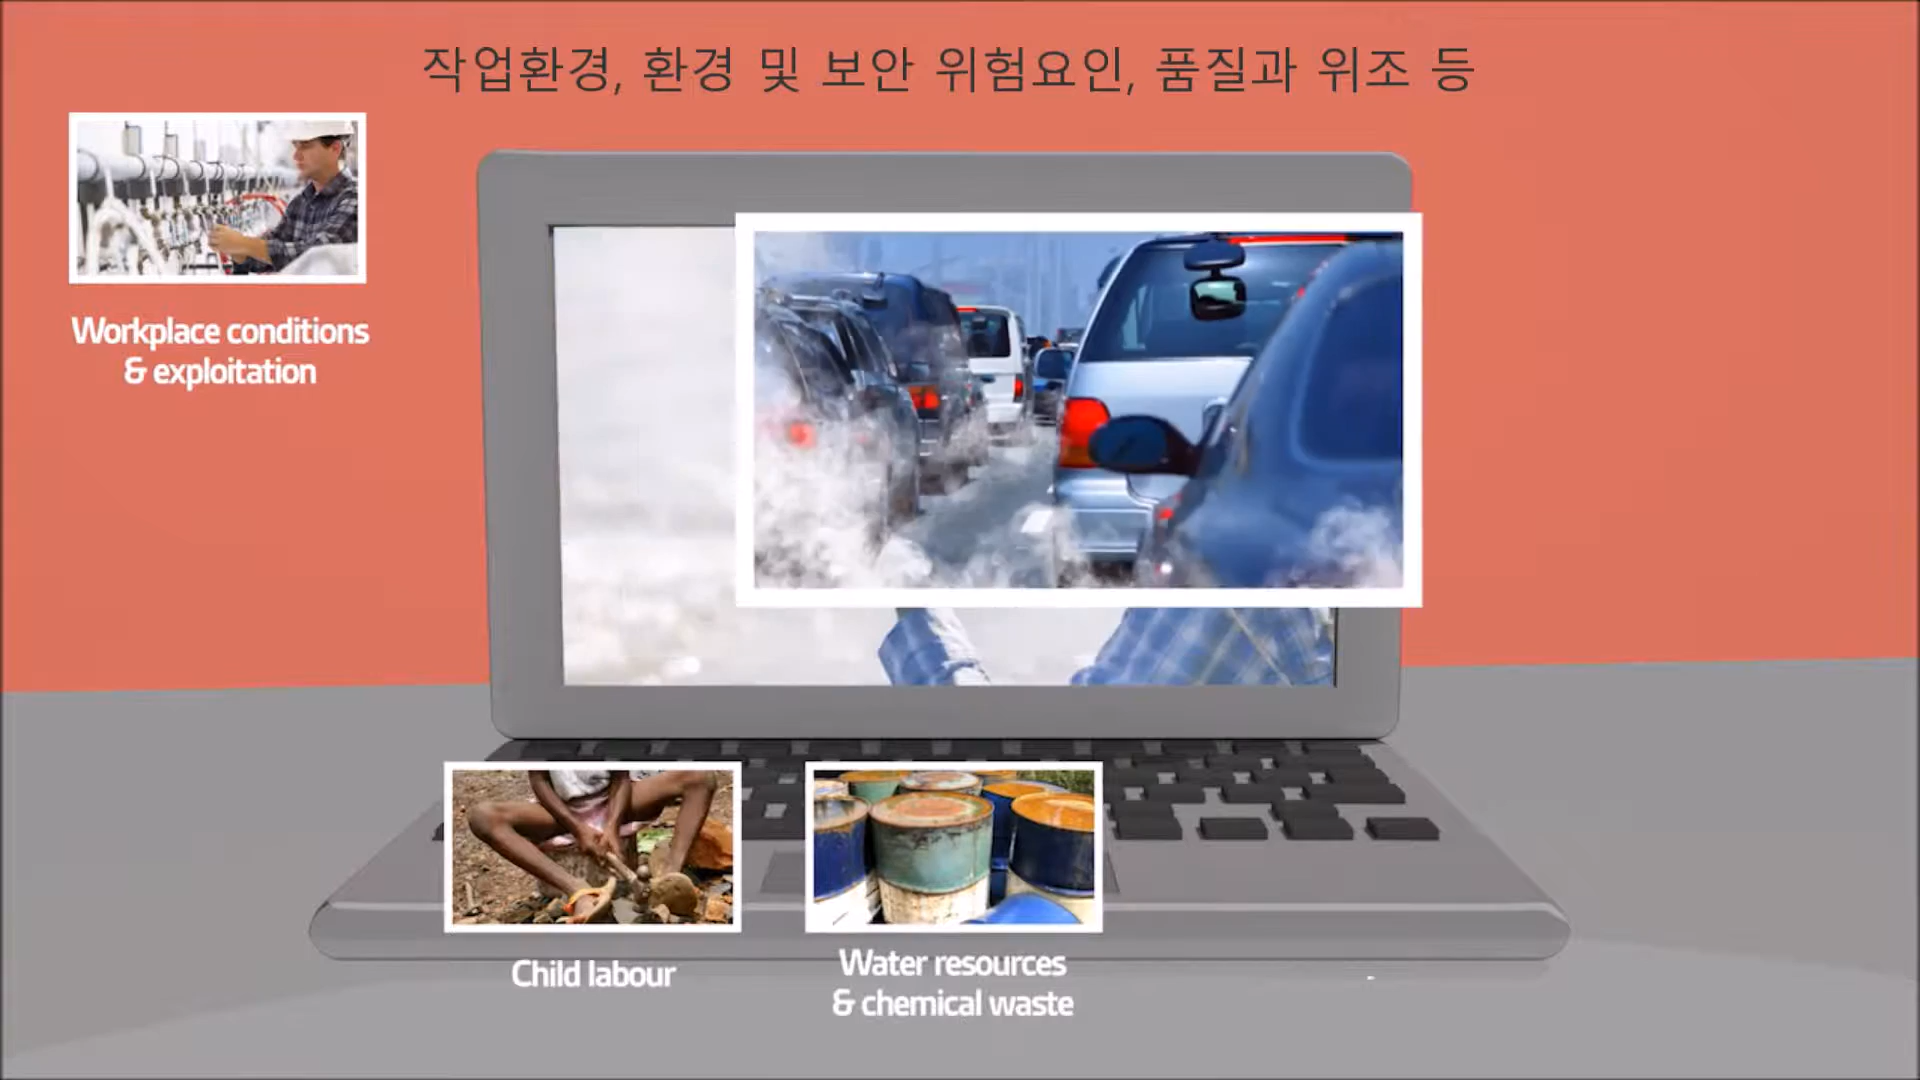 작업환경, 환경 및 보안 위험요인, 품질과 위조 등
Workplace conditions
& exploitation
Child labour
Water resources
& chemical waste